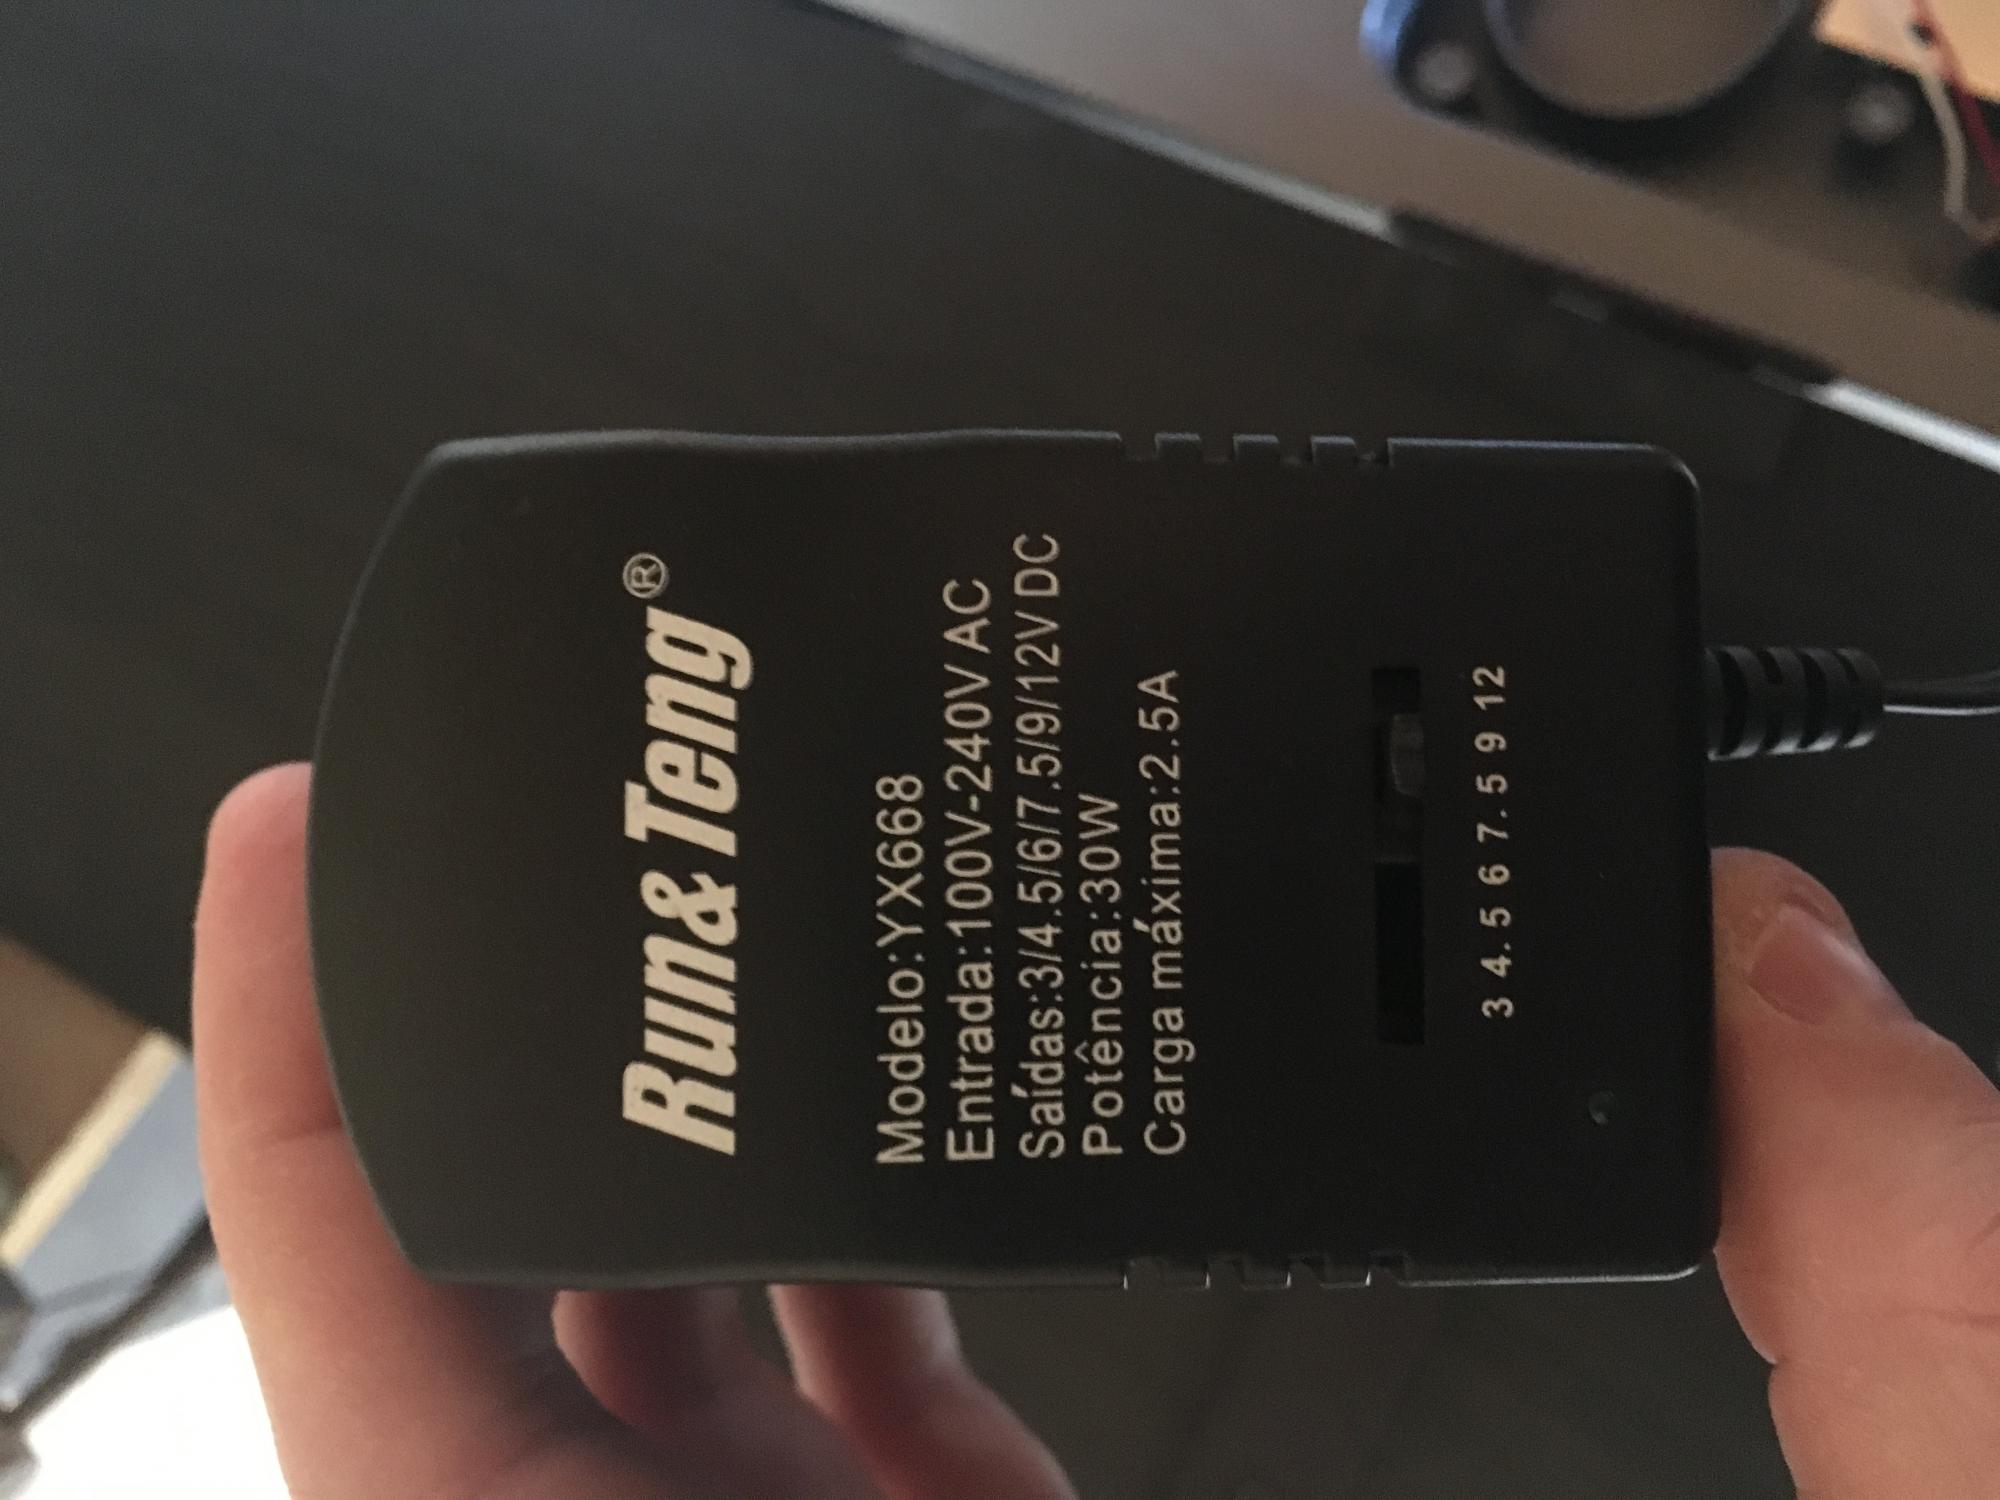 Run& Teng®
Modelo:YX668
Entrada:100V-240V AC
Saídas:3/4.5/6/7.5/9/12V DC
Potência:30W
Carga máxima:2.5A
3 4.5 6 7.5 9 12